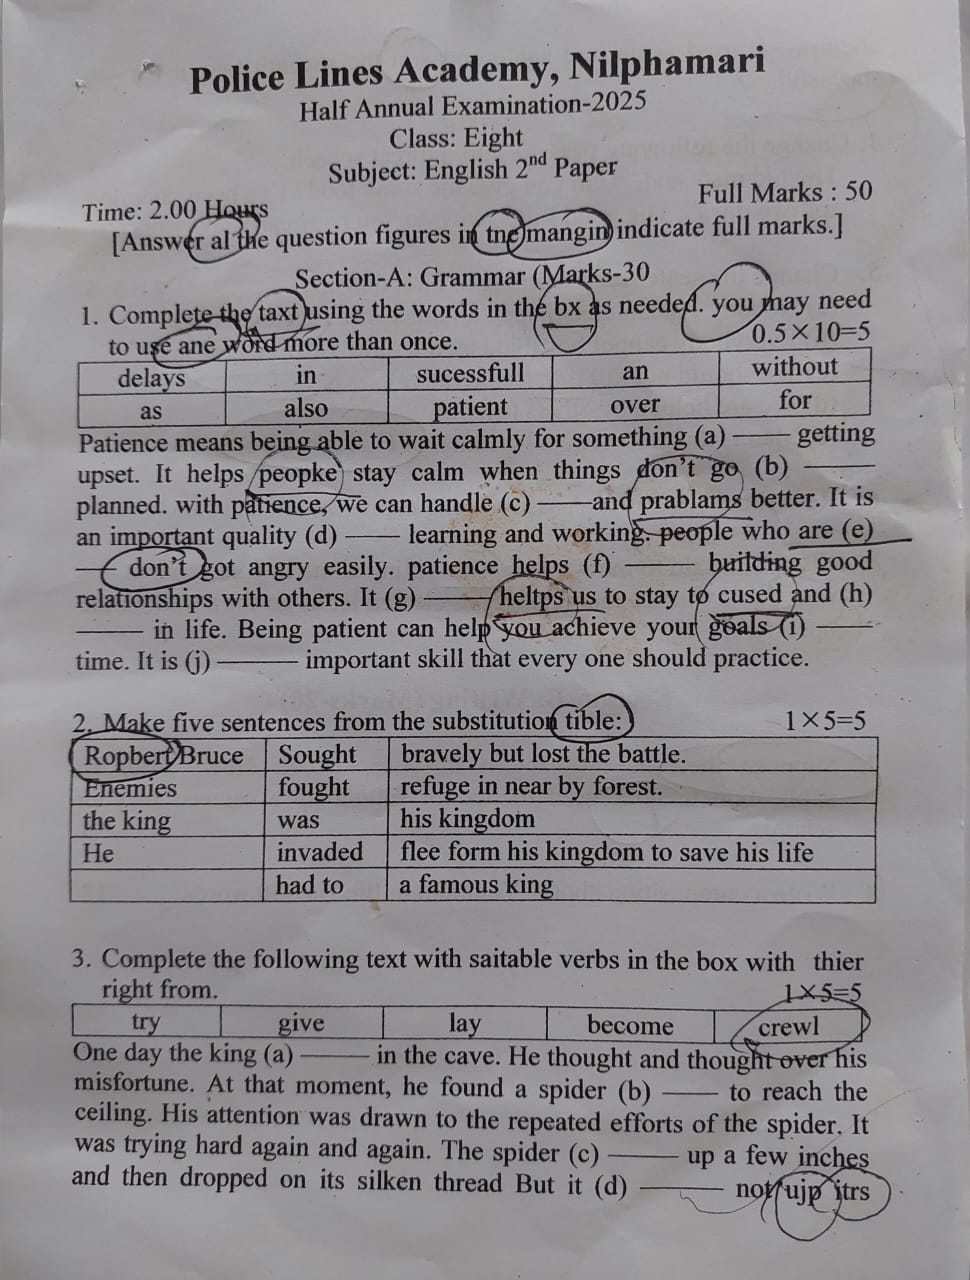 Police Lines Academy, Nilphamari
Half Annual Examination-2025
Class: Eight
Subject: English 2nd Paper
Full Marks : 50
Time: 2.00 Hours
[Answer al the question figures in tne mangin indicate full marks.]
Section-A: Grammar (Marks-30
1. Complete the taxt using the words in the bx as needed. you may need
to use ane word more than once. 0.5×10=5
delays in sucessfull an without
as also patient over for
Patience means being able to wait calmly for something (a) —— getting
upset. It helps peopke stay calm when things don't go (b) ——
planned. with patience, we can handle (c) ——and prablams better. It is
an important quality (d) —— learning and working. people who are (e)
—— don't got angry easily. patience helps (f) —— building good
relationships with others. It (g) —— heltps us to stay to cused and (h)
—— in life. Being patient can help you achieve your goals (i) ——
time. It is (j) —— important skill that every one should practice.
2. Make five sentences from the substitution tible: 1×5=5
Ropbert Bruce Sought bravely but lost the battle.
Enemies fought refuge in near by forest.
the king was his kingdom
He invaded flee form his kingdom to save his life
had to a famous king
3. Complete the following text with saitable verbs in the box with thier
right from. 1×5=5
try give lay become crewl
One day the king (a) —— in the cave. He thought and thought over his
misfortune. At that moment, he found a spider (b) —— to reach the
ceiling. His attention was drawn to the repeated efforts of the spider. It
was trying hard again and again. The spider (c) —— up a few inches
and then dropped on its silken thread But it (d) —— not ujp itrs